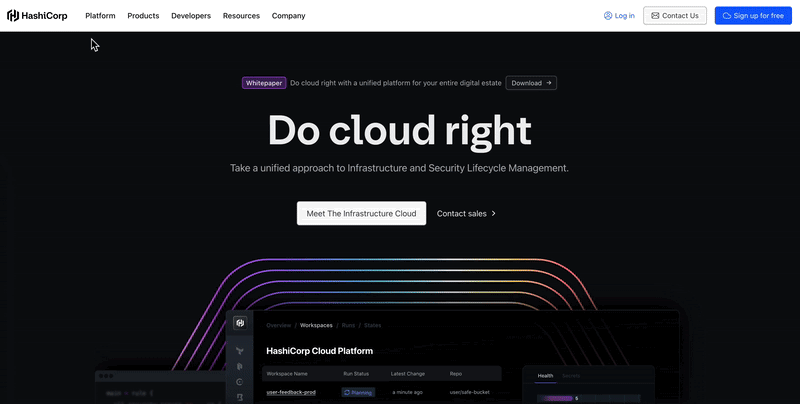 HashiCorp
Platform Products Developers Resources Company
Log in
Contact Us
Sign up for free
Whitepaper Do cloud right with a unified platform for your entire digital estate Download →
Do cloud right
Take a unified approach to Infrastructure and Security Lifecycle Management.
Meet The Infrastructure Cloud Contact sales >
Overview / Workspaces / Runs / States
HashiCorp Cloud Platform
Workspace Name Run Status Latest Change Repo
user-feedback-prod Planning a minute ago user/safe-bucket
Health
5